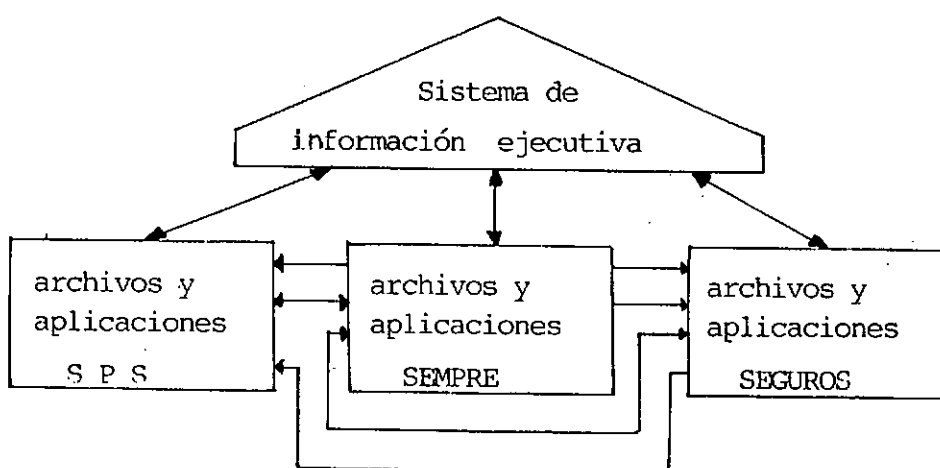 Sistema de
información ejecutiva
archivos y
aplicaciones
S P S
archivos y
aplicaciones
SEMPRE
archivos y
aplicaciones
SEGUROS